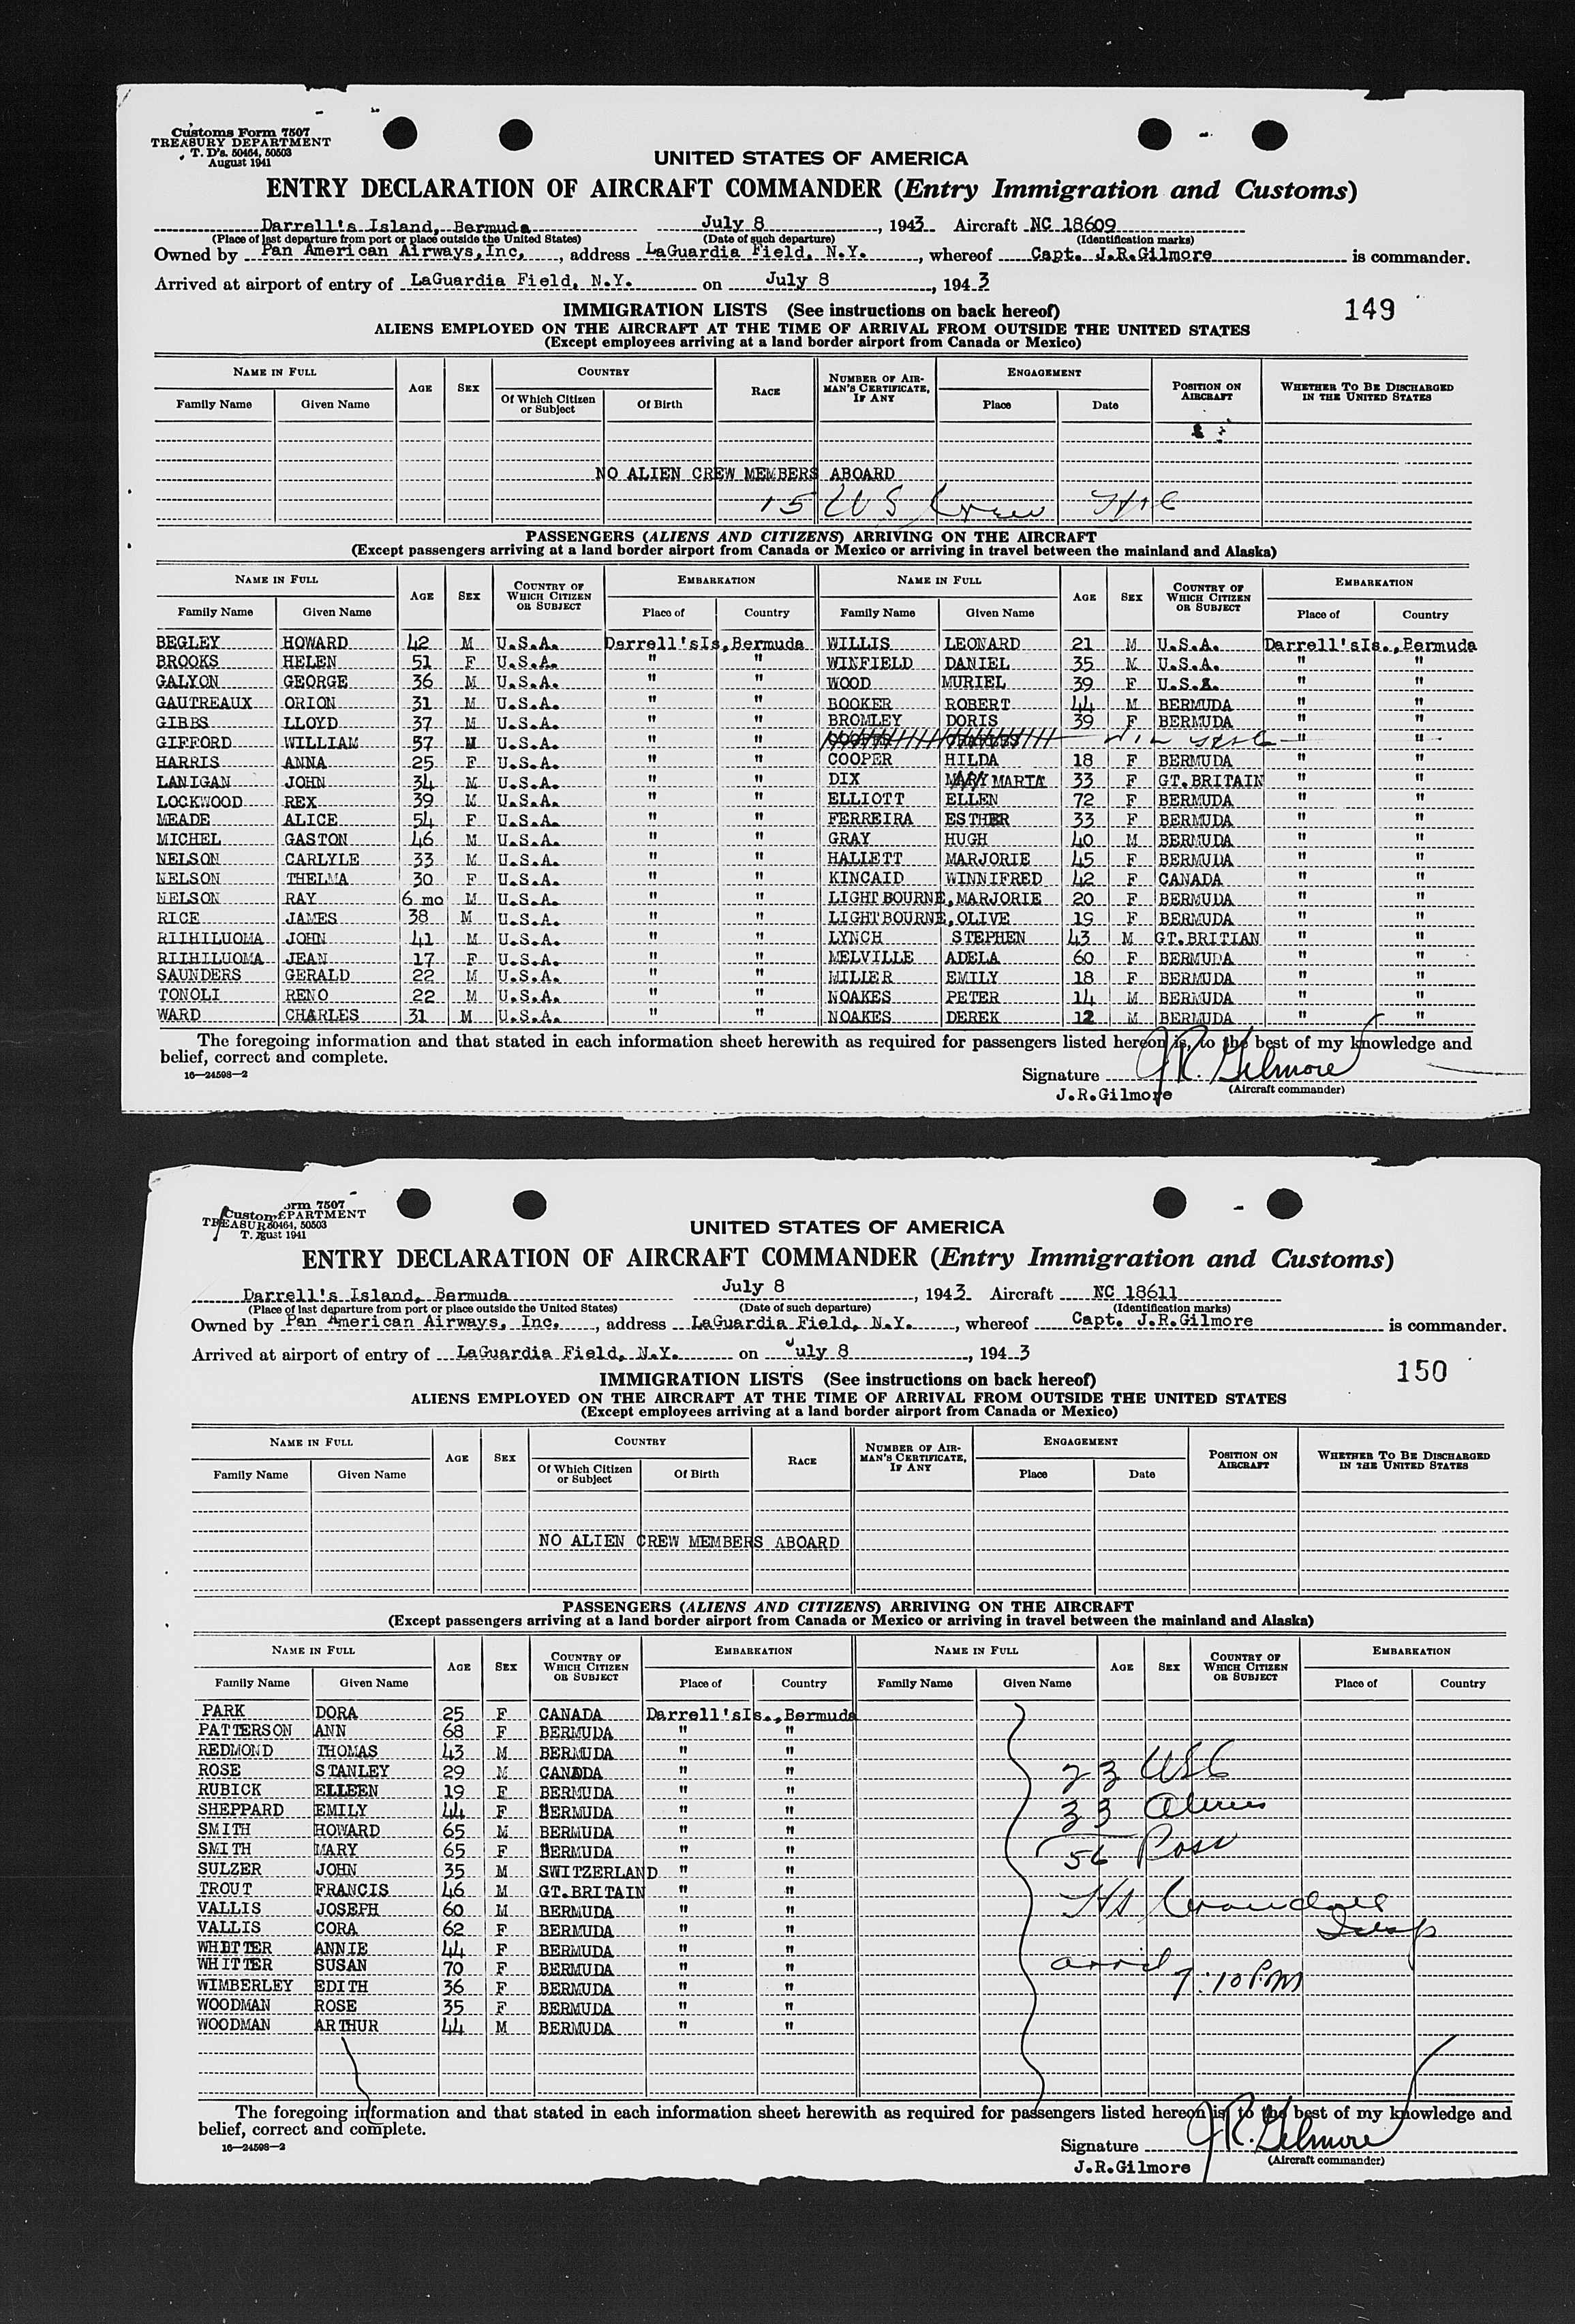 Customs Form 7507
TREASURY DEPARTMENT
T. D's. 50464, 50503
August 1941
UNITED STATES OF AMERICA
ENTRY DECLARATION OF AIRCRAFT COMMANDER (Entry Immigration and Customs)
Darrell's Island, Bermuda July 8, 1943 Aircraft NC 18609
(Place of last departure from port or place outside the United States) (Date of such departure) (Identification marks)
Owned by Pan American Airways, Inc., address LaGuardia Field, N.Y., whereof Capt. J.R.Gilmore is commander.
Arrived at airport of entry of LaGuardia Field, N.Y. on July 8, 1943
IMMIGRATION LISTS (See instructions on back hereof) 149
ALIENS EMPLOYED ON THE AIRCRAFT AT THE TIME OF ARRIVAL FROM OUTSIDE THE UNITED STATES
(Except employees arriving at a land border airport from Canada or Mexico)
NAME IN FULL AGE SEX COUNTRY RACE NUMBER OF AIRMAN'S CERTIFICATE, IF ANY ENGAGEMENT POSITION ON AIRCRAFT WHETHER TO BE DISCHARGED IN THE UNITED STATES
Family Name Given Name Of Which Citizen or Subject Of Birth Place Date
NO ALIEN CREW MEMBERS ABOARD
15 US Crew
PASSENGERS (ALIENS AND CITIZENS) ARRIVING ON THE AIRCRAFT
(Except passengers arriving at a land border airport from Canada or Mexico or arriving in travel between the mainland and Alaska)
NAME IN FULL AGE SEX COUNTRY OF WHICH CITIZEN OR SUBJECT EMBARKATION NAME IN FULL AGE SEX COUNTRY OF WHICH CITIZEN OR SUBJECT EMBARKATION
Family Name Given Name Place of Country Family Name Given Name Place of Country
BEGLEY HOWARD 42 M U.S.A. Darrell'sIs,Bermuda WILLIS LEONARD 21 M U.S.A. Darrell'sIs.,Bermuda
BROOKS HELEN 51 F U.S.A. " " WINFIELD DANIEL 35 M U.S.A. " "
GALYON GEORGE 36 M U.S.A. " " WOOD MURIEL 39 F U.S.A. " "
GAUTREAUX ORION 31 M U.S.A. " " BOOKER ROBERT 44 M BERMUDA " "
GIBBS LLOYD 37 M U.S.A. " " BROMLEY DORIS 39 F BERMUDA " "
GIFFORD WILLIAM 57 M U.S.A. " " " "
HARRIS ANNA 25 F U.S.A. " " COOPER HILDA 18 F BERMUDA " "
LANIGAN JOHN 34 M U.S.A. " " DIX MARTA 33 F GT.BRITAIN " "
LOCKWOOD REX 39 M U.S.A. " " ELLIOTT ELLEN 72 F BERMUDA " "
MEADE ALICE 54 F U.S.A. " " FERREIRA ESTHER 33 F BERMUDA " "
MICHEL GASTON 46 M U.S.A. " " GRAY HUGH 40 M BERMUDA " "
NELSON CARLYLE 33 M U.S.A. " " HALLETT MARJORIE 45 F BERMUDA " "
NELSON THELMA 30 F U.S.A. " " KINCAID WINNIFRED 42 F CANADA " "
NELSON RAY 6 mo M U.S.A. " " LIGHTBOURNE,MARJORIE 20 F BERMUDA " "
RICE JAMES 38 M U.S.A. " " LIGHTBOURNE,OLIVE 19 F BERMUDA " "
RIIHILUOMA JOHN 41 M U.S.A. " " LYNCH STEPHEN 43 M GT.BRITIAN " "
RIIHILUOMA JEAN 17 F U.S.A. " " MELVILLE ADELA 60 F BERMUDA " "
SAUNDERS GERALD 22 M U.S.A. " " MILLER EMILY 18 F BERMUDA " "
TONOLI RENO 22 M U.S.A. " " NOAKES PETER 14 M BERMUDA " "
WARD CHARLES 31 M U.S.A. " " NOAKES DEREK 12 M BERMUDA " "
The foregoing information and that stated in each information sheet herewith as required for passengers listed hereon is, to the best of my knowledge and
belief, correct and complete.
16—24598—2
Signature J.R. Gilmore
J.R.Gilmore (Aircraft commander)
Custom orm 7507
TREASUR EPARTMENT
T. 50464, 50503
gust 1941
UNITED STATES OF AMERICA
ENTRY DECLARATION OF AIRCRAFT COMMANDER (Entry Immigration and Customs)
Darrell's Island, Bermuda July 8, 1943 Aircraft NC 18611
(Place of last departure from port or place outside the United States) (Date of such departure) (Identification marks)
Owned by Pan American Airways, Inc., address LaGuardia Field, N.Y., whereof Capt. J.R.Gilmore is commander.
Arrived at airport of entry of LaGuardia Field, N.Y. on July 8, 1943
IMMIGRATION LISTS (See instructions on back hereof) 150
ALIENS EMPLOYED ON THE AIRCRAFT AT THE TIME OF ARRIVAL FROM OUTSIDE THE UNITED STATES
(Except employees arriving at a land border airport from Canada or Mexico)
NAME IN FULL AGE SEX COUNTRY RACE NUMBER OF AIRMAN'S CERTIFICATE, IF ANY ENGAGEMENT POSITION ON AIRCRAFT WHETHER TO BE DISCHARGED IN THE UNITED STATES
Family Name Given Name Of Which Citizen or Subject Of Birth Place Date
NO ALIEN CREW MEMBERS ABOARD
PASSENGERS (ALIENS AND CITIZENS) ARRIVING ON THE AIRCRAFT
(Except passengers arriving at a land border airport from Canada or Mexico or arriving in travel between the mainland and Alaska)
NAME IN FULL AGE SEX COUNTRY OF WHICH CITIZEN OR SUBJECT EMBARKATION NAME IN FULL AGE SEX COUNTRY OF WHICH CITIZEN OR SUBJECT EMBARKATION
Family Name Given Name Place of Country Family Name Given Name Place of Country
PARK DORA 25 F CANADA Darrell'sIs.,Bermuda
PATTERSON ANN 68 F BERMUDA " "
REDMOND THOMAS 43 M BERMUDA " "
ROSE STANLEY 29 M CANADA " " 23 USC
RUBICK ELLEEN 19 F BERMUDA " "
SHEPPARD EMILY 44 F BERMUDA " " 33 Aliens
SMITH HOWARD 65 M BERMUDA " "
SMITH MARY 65 F BERMUDA " " 56 Pass
SULZER JOHN 35 M SWITZERLAND " "
TROUT FRANCIS 46 M GT.BRITAIN " "
VALLIS JOSEPH 60 M BERMUDA " " HS Crandall
VALLIS CORA 62 F BERMUDA " " Insp
WHITTER ANNIE 44 F BERMUDA " "
WHITTER SUSAN 70 F BERMUDA " " arrd
WIMBERLEY EDITH 36 F BERMUDA " " 7:10 P.M
WOODMAN ROSE 35 F BERMUDA " "
WOODMAN ARTHUR 44 M BERMUDA " "
The foregoing information and that stated in each information sheet herewith as required for passengers listed hereon is, to the best of my knowledge and
belief, correct and complete.
16—24598—2
Signature J.R. Gilmore
J.R.Gilmore (Aircraft commander)